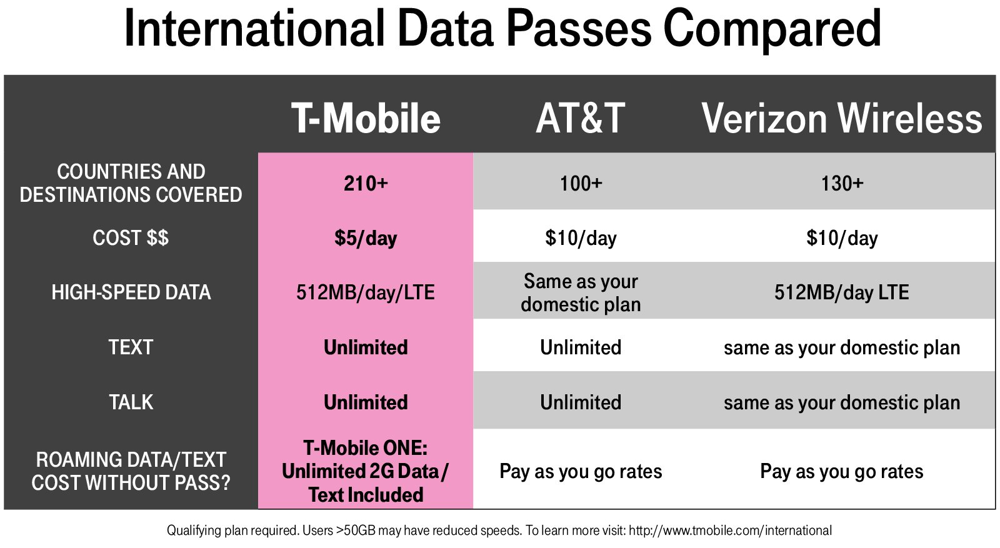 International Data Passes Compared
T-Mobile AT&T Verizon Wireless
COUNTRIES AND
DESTINATIONS COVERED
210+ 100+ 130+
COST $$ $5/day $10/day $10/day
HIGH-SPEED DATA 512MB/day/LTE
Same as your
domestic plan
512MB/day LTE
TEXT Unlimited Unlimited same as your domestic plan
TALK Unlimited Unlimited same as your domestic plan
ROAMING DATA/TEXT
COST WITHOUT PASS?
T-Mobile ONE:
Unlimited 2G Data/
Text Included
Pay as you go rates Pay as you go rates
Qualifying plan required. Users >50GB may have reduced speeds. To learn more visit: http://www.tmobile.com/international